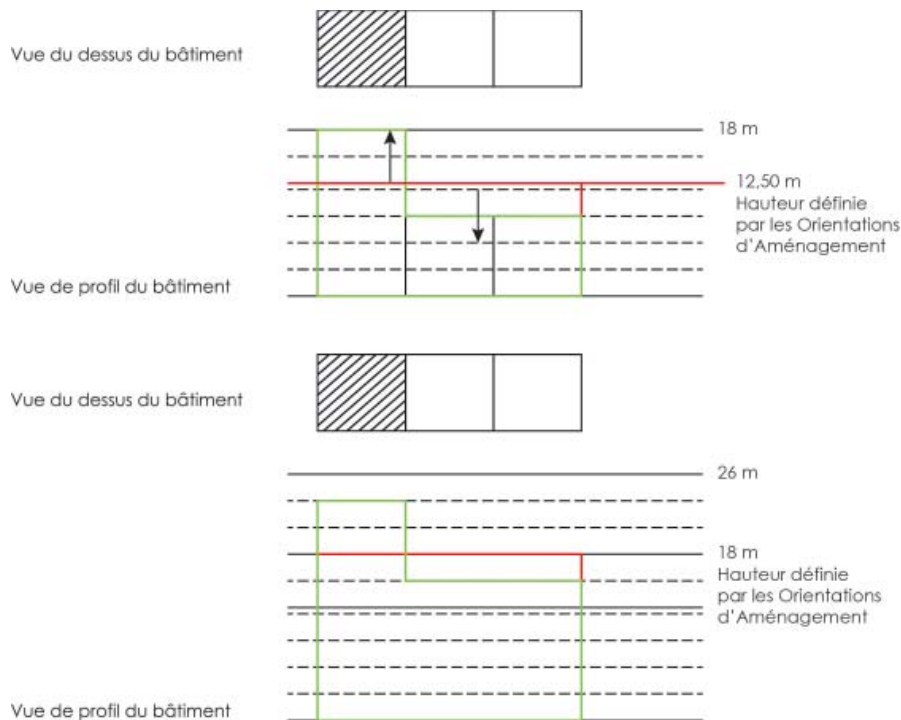 Vue du dessus du bâtiment
18 m
12,50 m
Hauteur définie
par les Orientations
d'Aménagement
Vue de profil du bâtiment
Vue du dessus du bâtiment
26 m
18 m
Hauteur définie
par les Orientations
d'Aménagement
Vue de profil du bâtiment